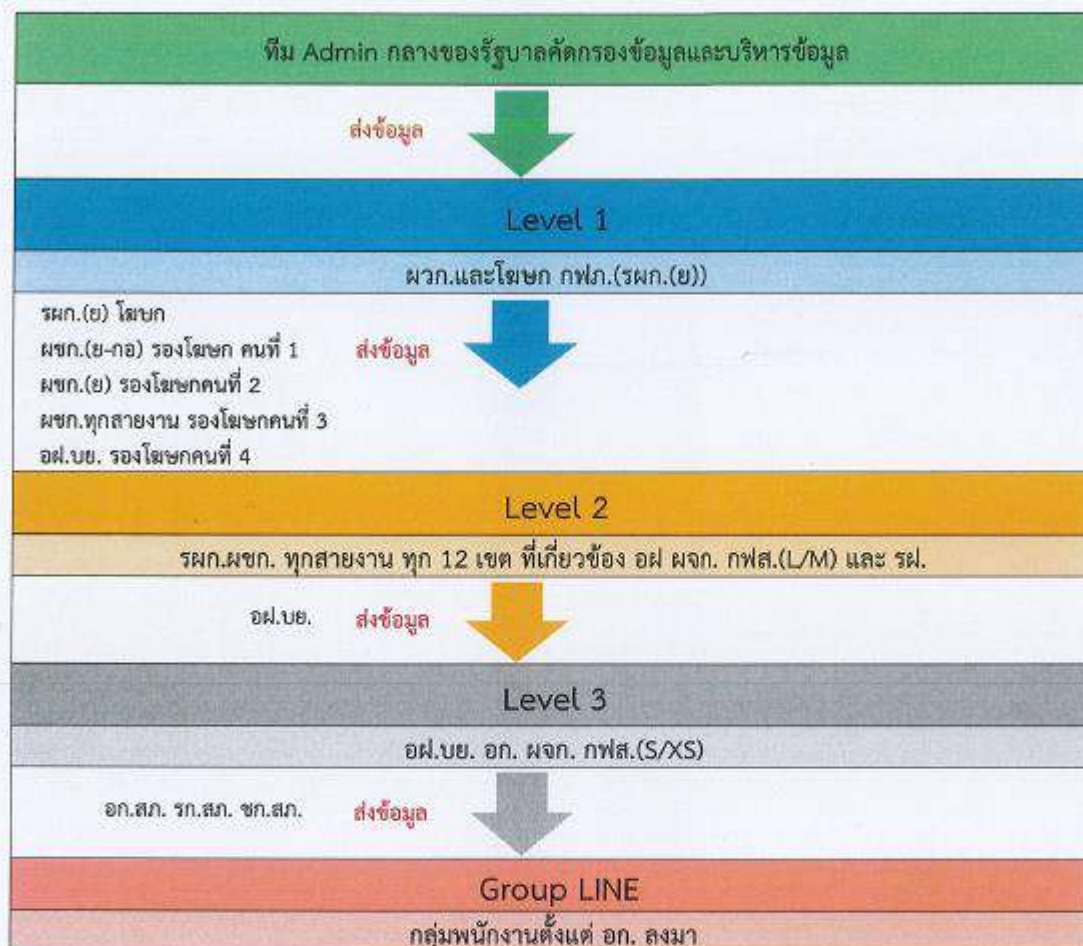 ทีม Admin กลางของรัฐบาลคัดกรองข้อมูลและบริหารข้อมูล
ส่งข้อมูล
Level 1
ผวก.และโฆษก กฟภ.(รผก.(ย))
รผก.(ย) โฆษก
ผชก.(ย-กอ) รองโฆษก คนที่ 1
ส่งข้อมูล
ผชก.(ย) รองโฆษกคนที่ 2
ผชก.ทุกสายงาน รองโฆษกคนที่ 3
อฝ.บย. รองโฆษกคนที่ 4
Level 2
รผก.ผชก. ทุกสายงาน ทุก 12 เขต ที่เกี่ยวข้อง อฝ ผจก. กฟส.(L/M) และ รฝ.
อฝ.บย. ส่งข้อมูล
Level 3
อฝ.บย. อก. ผจก. กฟส.(S/XS)
อก.สภ. รก.สภ. ชก.สภ. ส่งข้อมูล
Group LINE
กลุ่มพนักงานตั้งแต่ อก. ลงมา